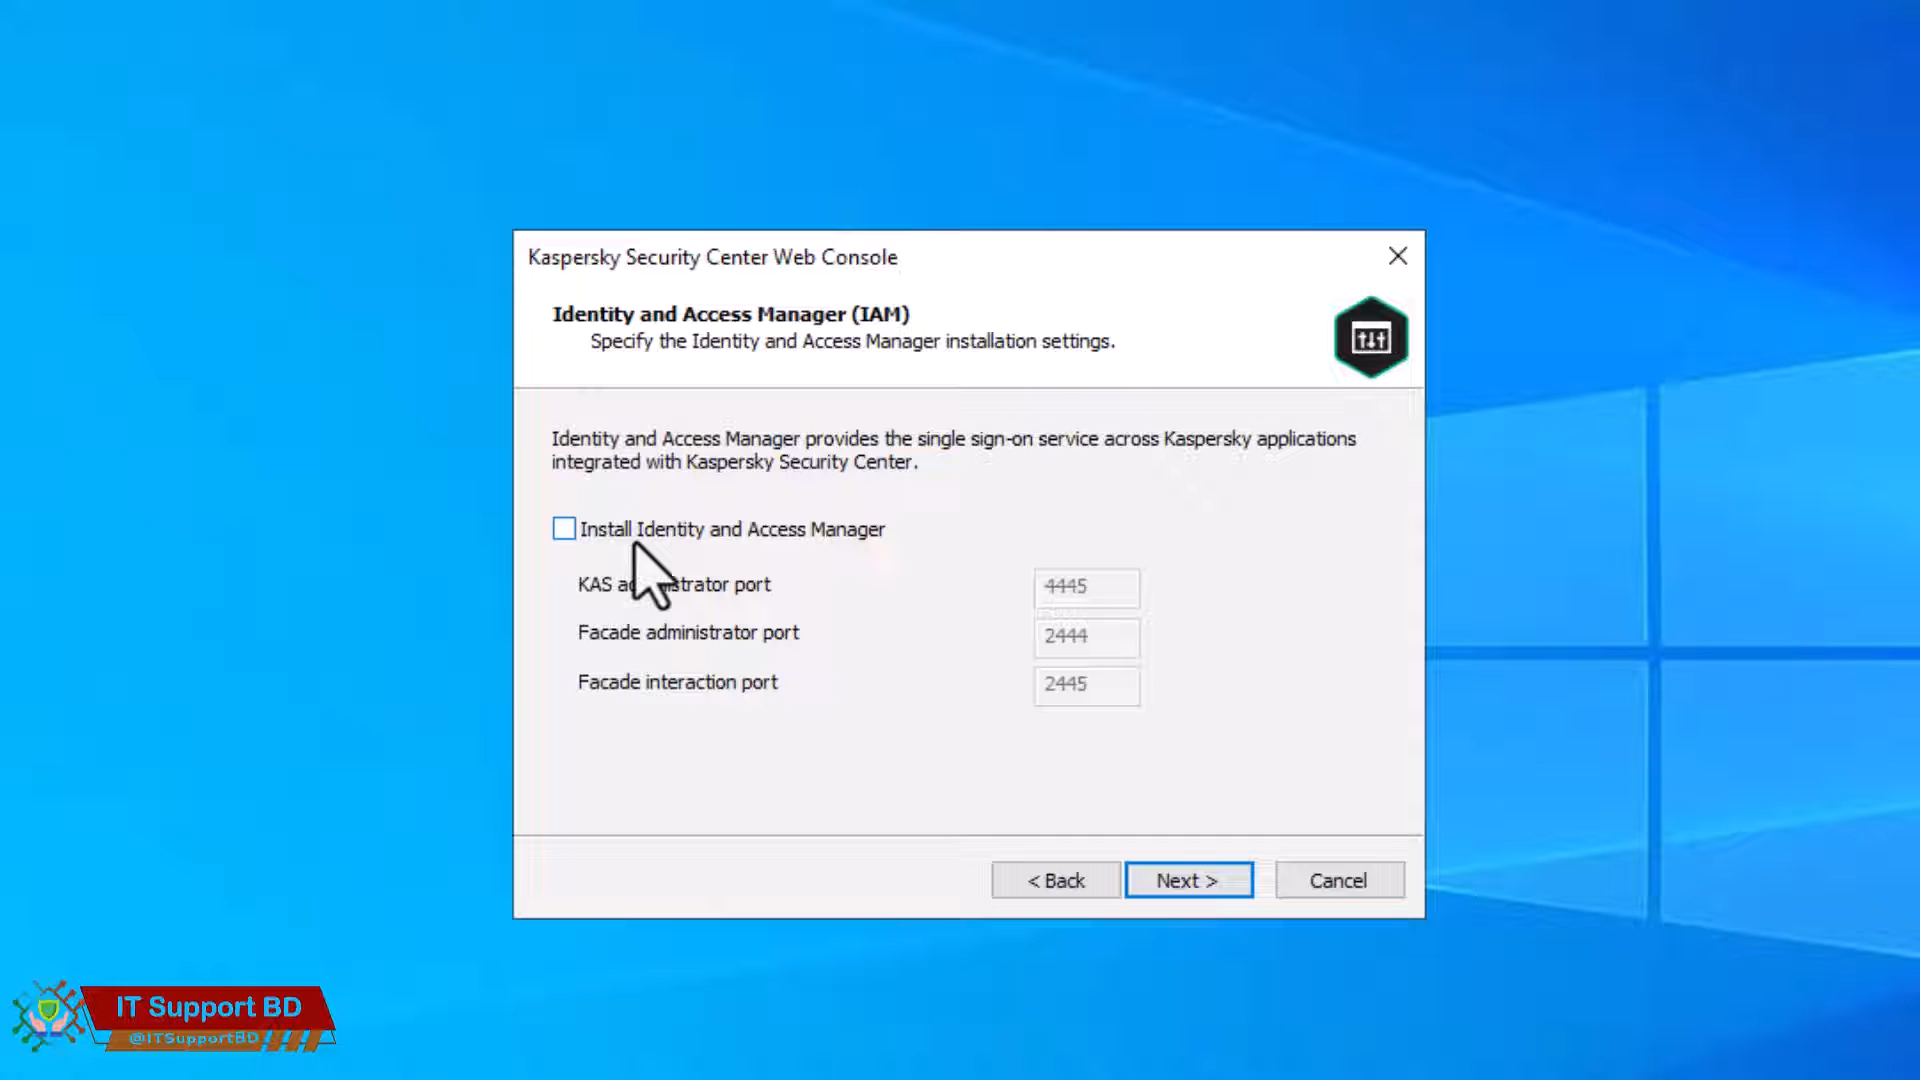 Kaspersky Security Center Web Console
Identity and Access Manager (IAM)
Specify the Identity and Access Manager installation settings.
Identity and Access Manager provides the single sign-on service across Kaspersky applications
integrated with Kaspersky Security Center.
Install Identity and Access Manager
KAS administrator port 4445
Facade administrator port 2444
Facade interaction port 2445
< Back Next > Cancel
IT Support BD
@ITSupportBD